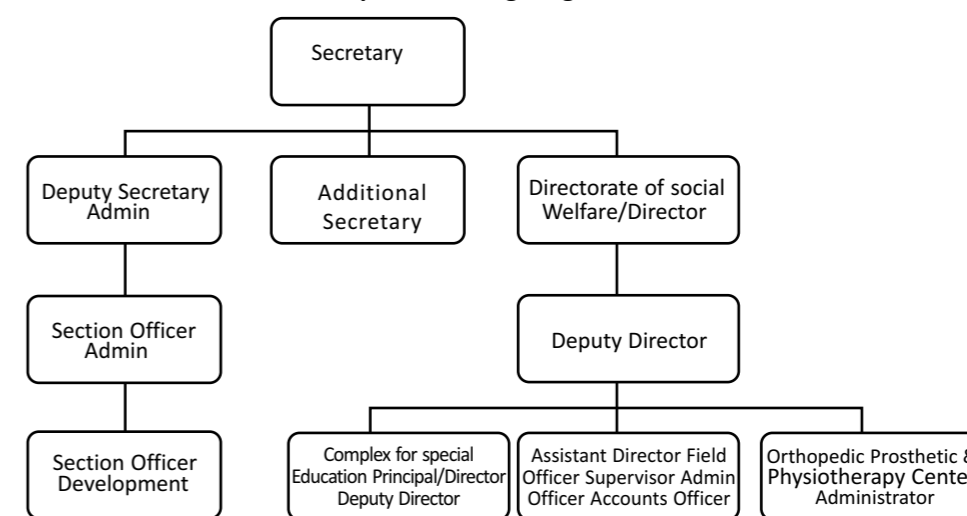 Secretary
Deputy Secretary
Admin
Additional
Secretary
Directorate of social
Welfare/Director
Section Officer
Admin
Deputy Director
Section Officer
Development
Complex for special
Education Principal/Director
Deputy Director
Assistant Director Field
Officer Supervisor Admin
Officer Accounts Officer
Orthopedic Prosthetic &
Physiotherapy Cente
Administrator